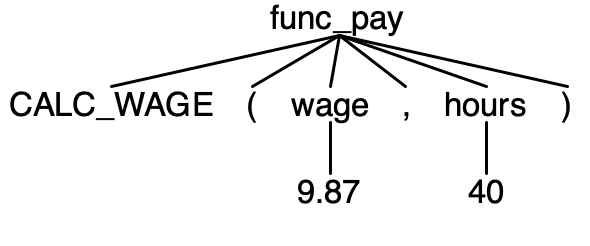 func_pay
CALC_WAGE ( wage , hours )
9.87 40